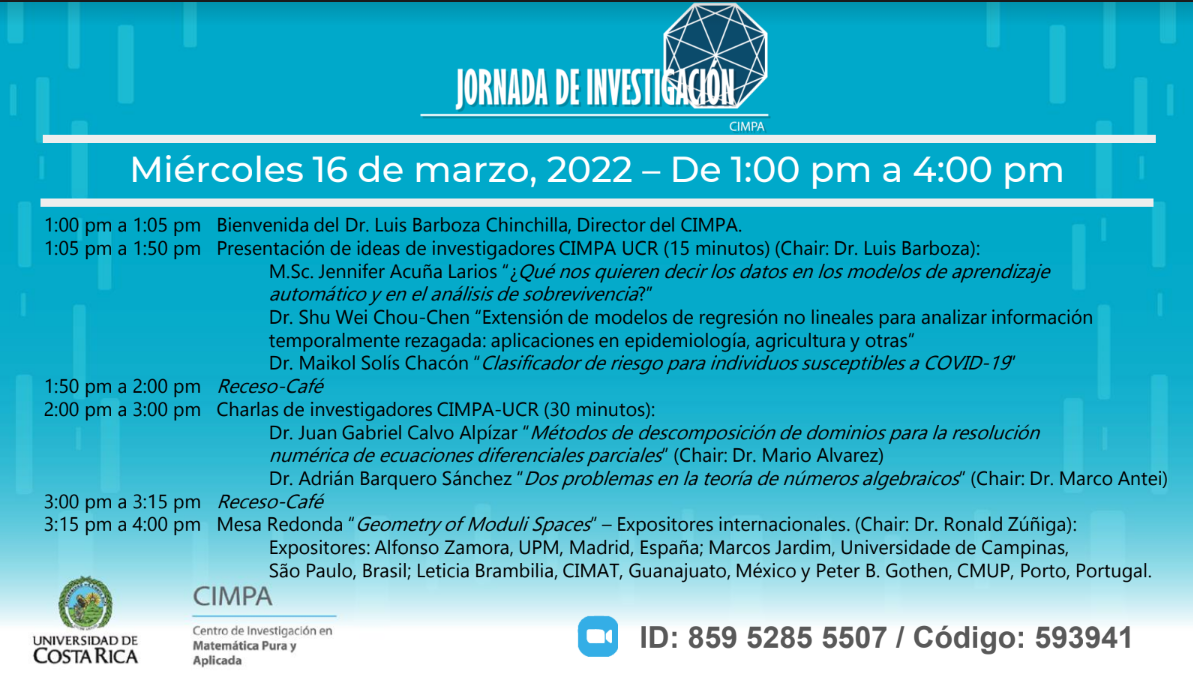 JORNADA DE INVESTIGACIÓN
CIMPA
Miércoles 16 de marzo, 2022 – De 1:00 pm a 4:00 pm
1:00 pm a 1:05 pm Bienvenida del Dr. Luis Barboza Chinchilla, Director del CIMPA.
1:05 pm a 1:50 pm Presentación de ideas de investigadores CIMPA UCR (15 minutos) (Chair: Dr. Luis Barboza):
M.Sc. Jennifer Acuña Larios "¿Qué nos quieren decir los datos en los modelos de aprendizaje
automático y en el análisis de sobrevivencia?"
Dr. Shu Wei Chou-Chen "Extensión de modelos de regresión no lineales para analizar información
temporalmente rezagada: aplicaciones en epidemiología, agricultura y otras"
Dr. Maikol Solís Chacón "Clasificador de riesgo para individuos susceptibles a COVID-19"
1:50 pm a 2:00 pm Receso-Café
2:00 pm a 3:00 pm Charlas de investigadores CIMPA-UCR (30 minutos):
Dr. Juan Gabriel Calvo Alpízar "Métodos de descomposición de dominios para la resolución
numérica de ecuaciones diferenciales parciales" (Chair: Dr. Mario Alvarez)
Dr. Adrián Barquero Sánchez "Dos problemas en la teoría de números algebraicos" (Chair: Dr. Marco Antei)
3:00 pm a 3:15 pm Receso-Café
3:15 pm a 4:00 pm Mesa Redonda "Geometry of Moduli Spaces" – Expositores internacionales. (Chair: Dr. Ronald Zúñiga):
Expositores: Alfonso Zamora, UPM, Madrid, España; Marcos Jardim, Universidade de Campinas,
São Paulo, Brasil; Leticia Brambilia, CIMAT, Guanajuato, México y Peter B. Gothen, CMUP, Porto, Portugal.
UNIVERSIDAD DE
COSTA RICA
CIMPA
Centro de Investigación en
Matemática Pura y
Aplicada
ID: 859 5285 5507 / Código: 593941